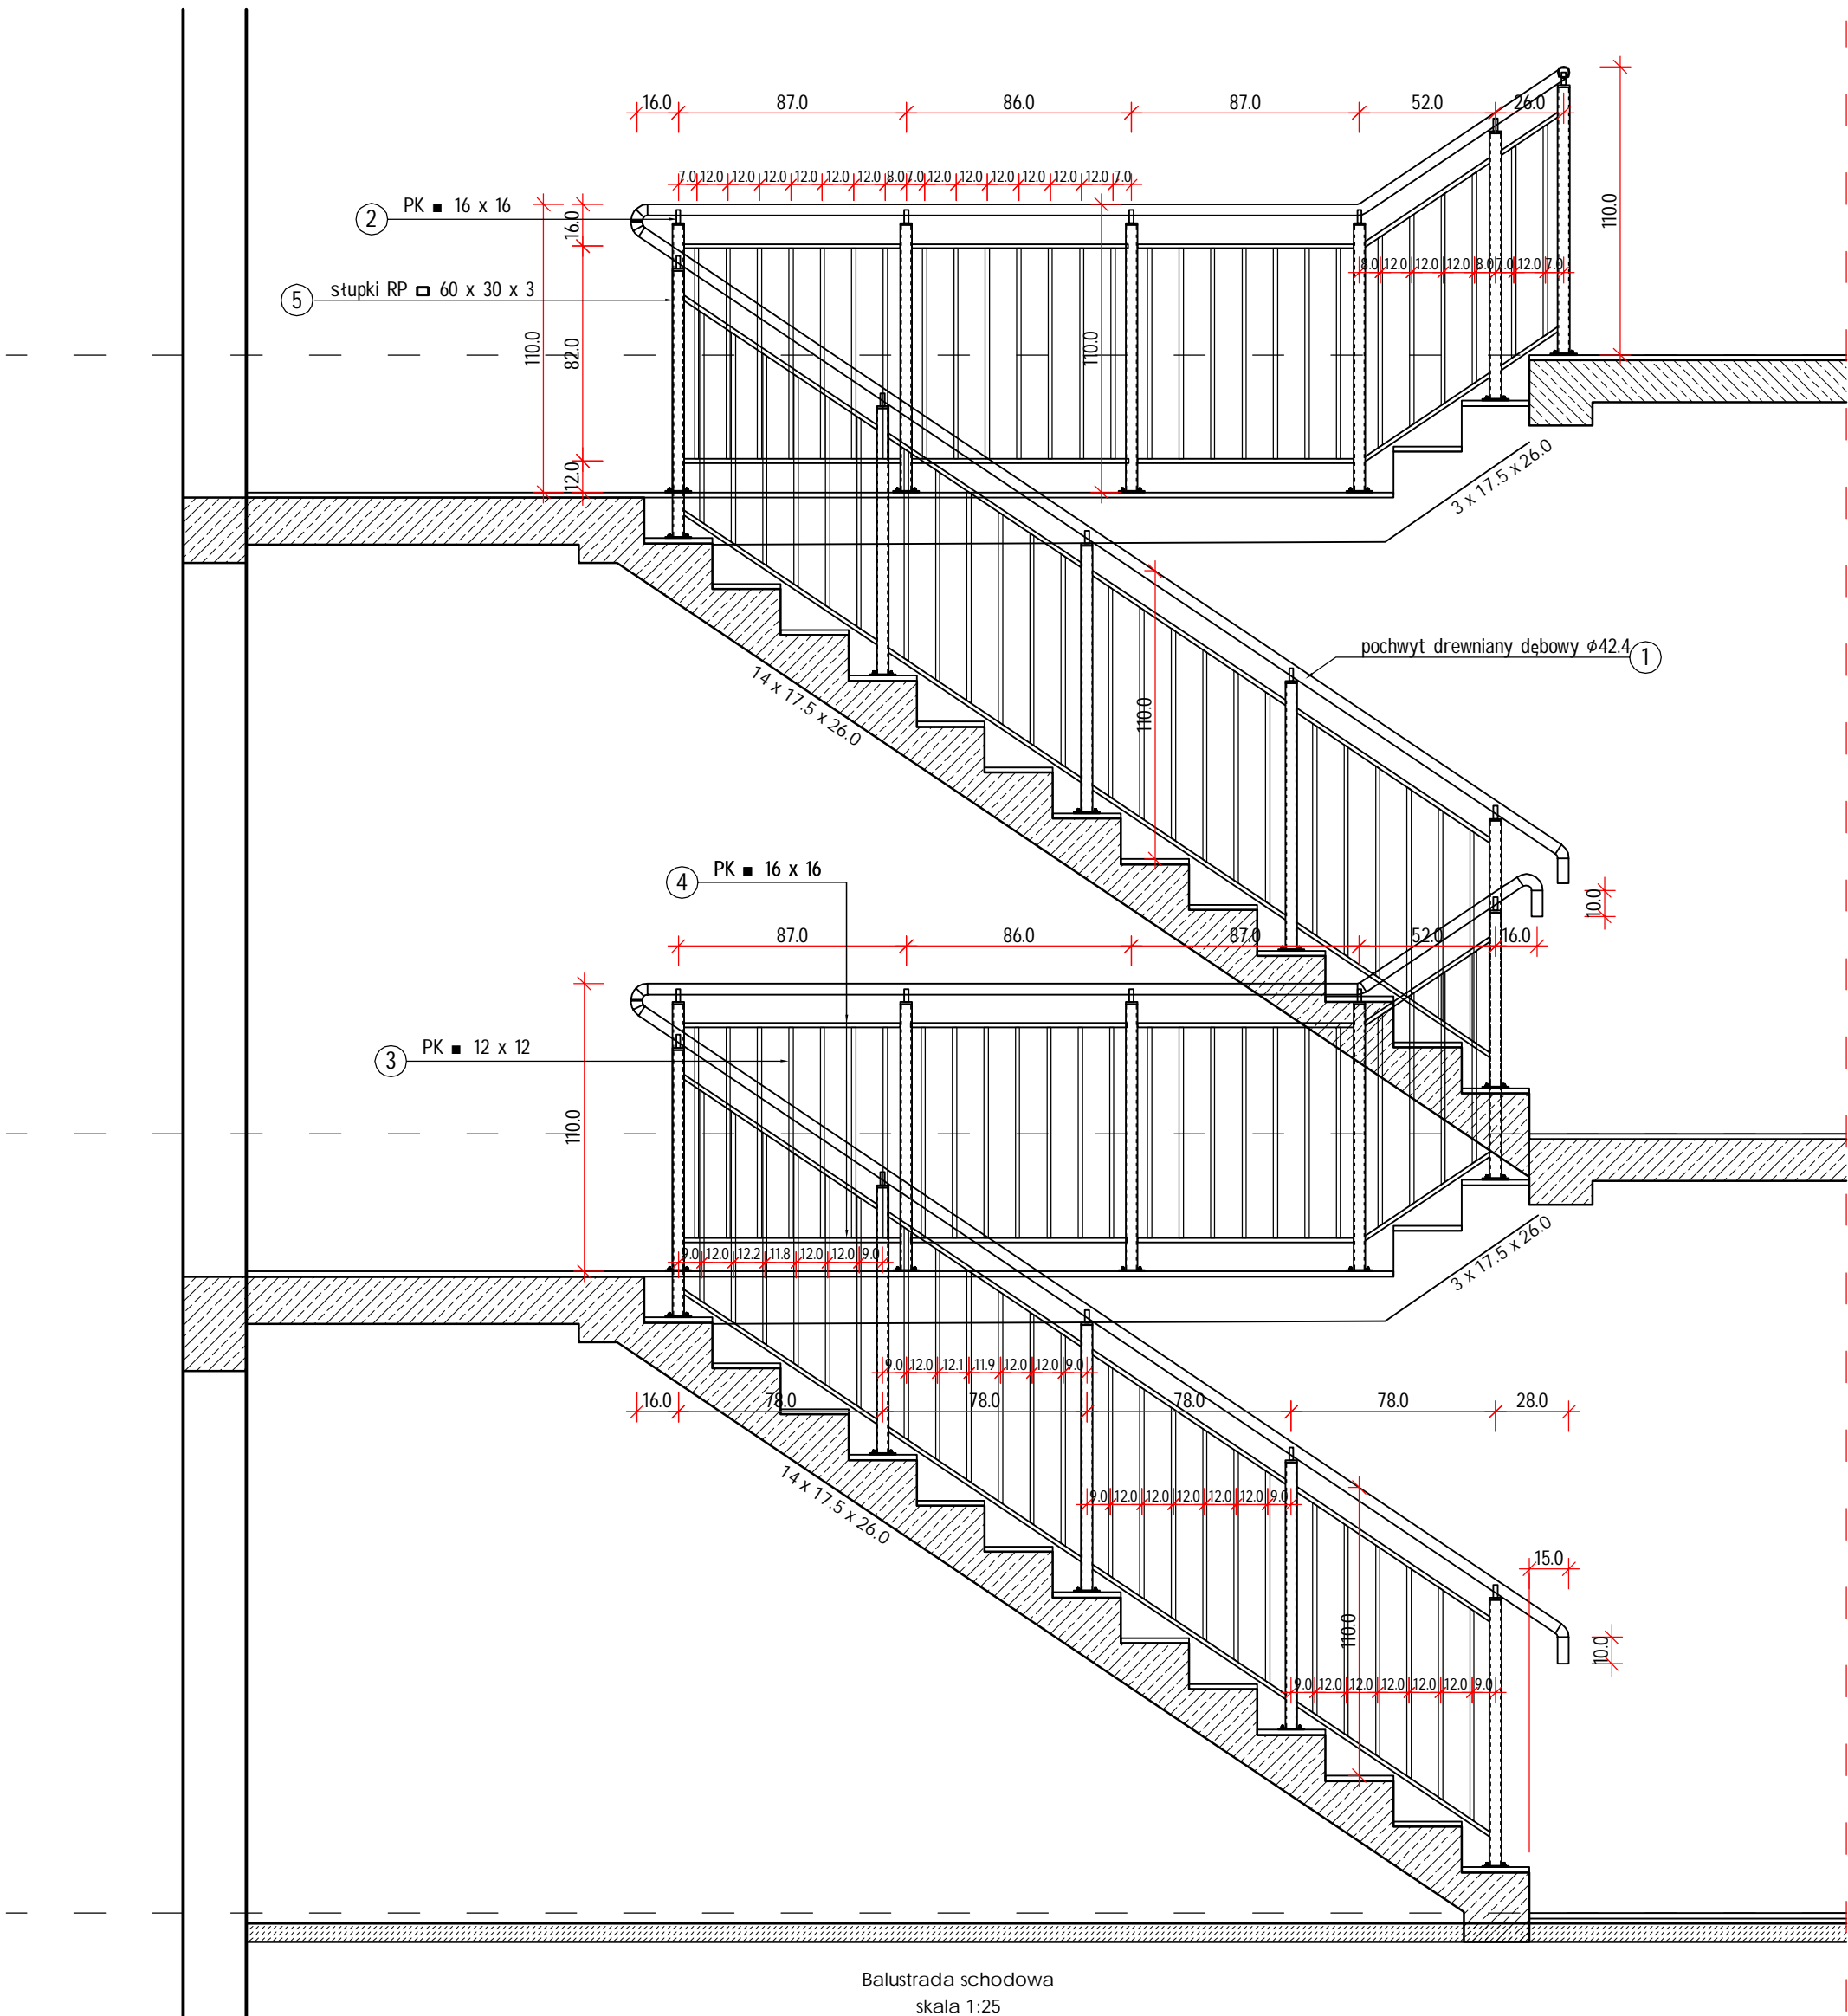 16.0 87.0 86.0 87.0 52.0 26.0
7.0 12.0 12.0 12.0 12.0 12.0 12.0 8.0 7.0 12.0 12.0 12.0 12.0 12.0 12.0 7.0
2 PK ■ 16 x 16
16.0
110.0
5 słupki RP 60 x 30 x 3
8.0 12.0 12.0 12.0 8.0 7.0 12.0 7.0
110.0
82.0
110.0
12.0
3 x 17.5 x 26.0
pochwyt drewniany dębowy ϕ42.4 1
14 x 17.5 x 26.0
110.0
4 PK ■ 16 x 16
10.0
87.0 86.0 87.0 52.0 16.0
3 PK ■ 12 x 12
110.0
3 x 17.5 x 26.0
9.0 12.0 12.2 11.8 12.0 12.0 9.0
9.0 12.0 12.1 11.9 12.0 12.0 9.0
16.0 78.0 78.0 78.0 78.0 28.0
14 x 17.5 x 26.0
9.0 12.0 12.0 12.0 12.0 12.0 9.0
15.0
110.0
10.0
9.0 12.0 12.0 12.0 12.0 12.0 9.0
Balustrada schodowa
skala 1:25